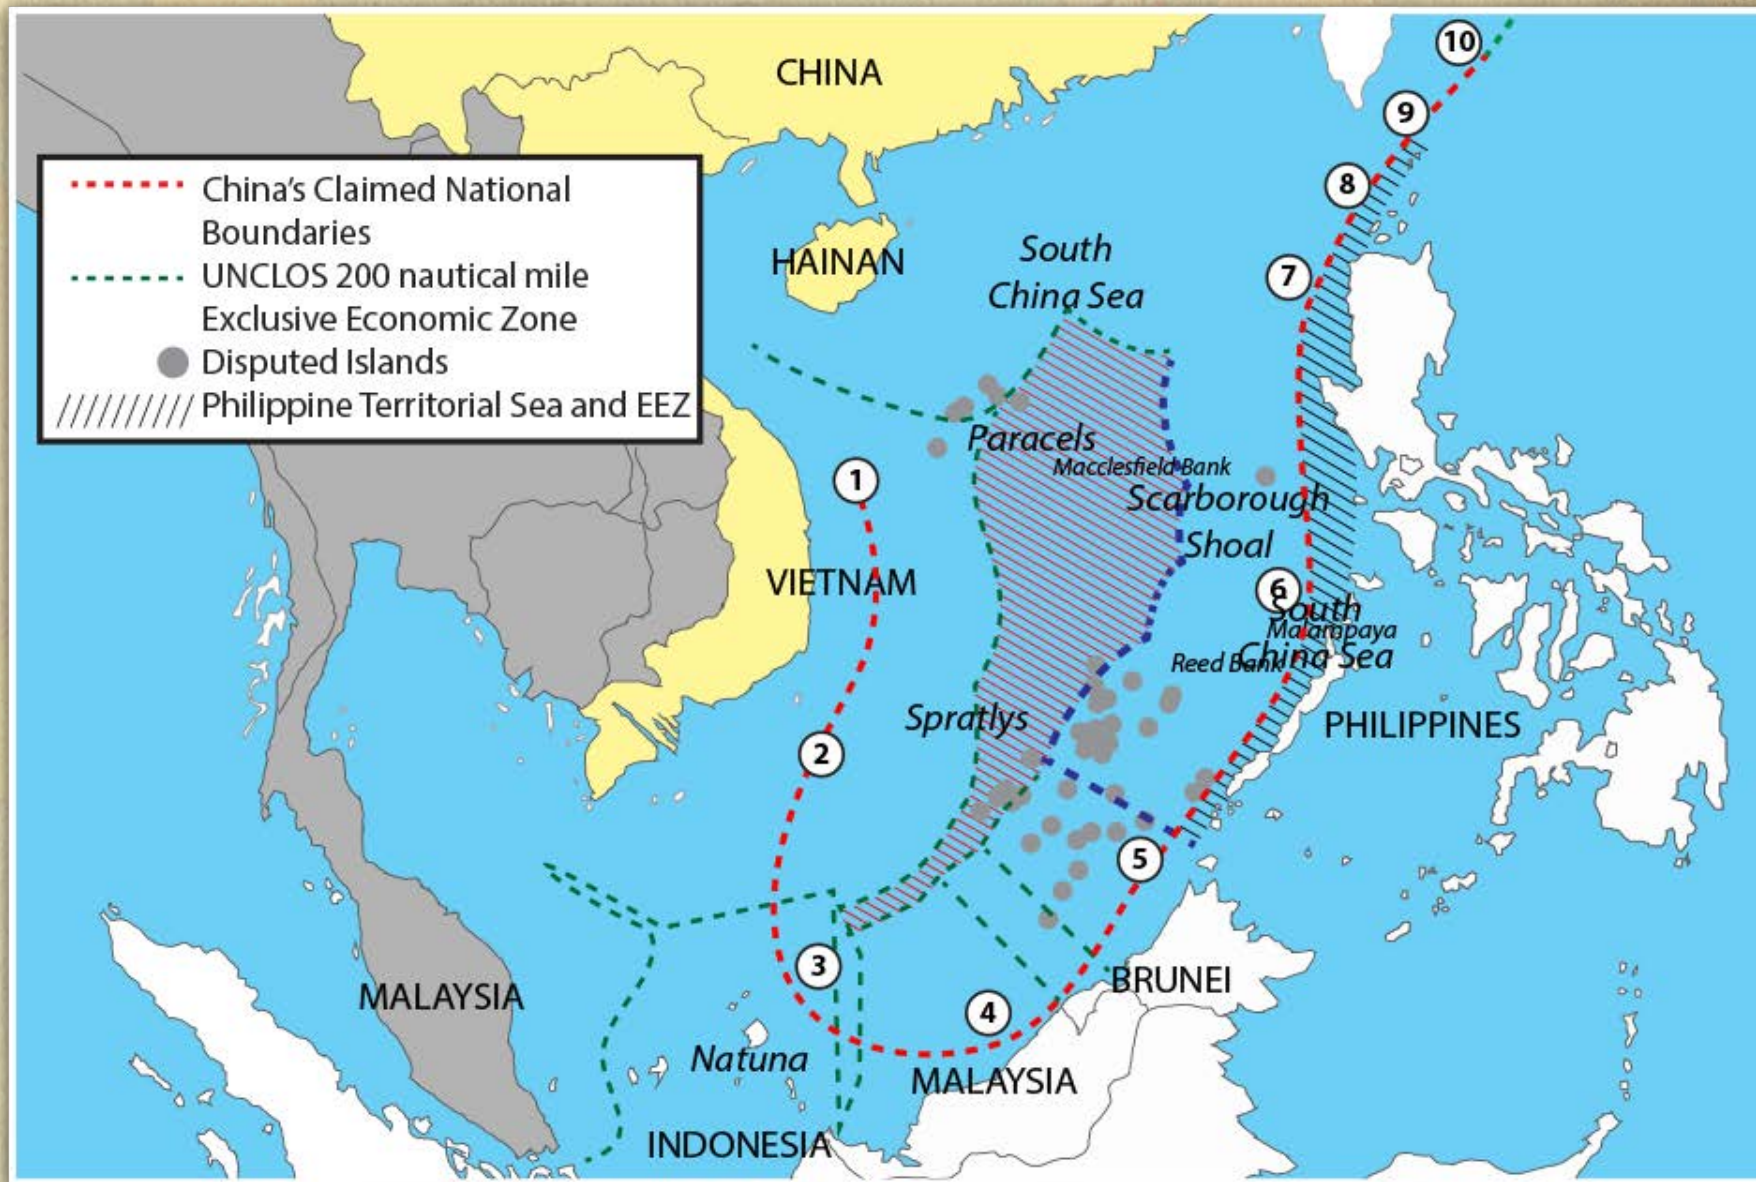 CHINA
10
9
8
7
China's Claimed National
Boundaries
UNCLOS 200 nautical mile
Exclusive Economic Zone
Disputed Islands
Philippine Territorial Sea and EEZ
HAINAN
South
China Sea
Paracels
Macclesfield Bank
Scarborough
Shoal
1
VIETNAM
6
South
Malampaya
China Sea
Reed Bank
Spratlys
PHILIPPINES
2
5
3
4
BRUNEI
MALAYSIA
Natuna
MALAYSIA
INDONESIA